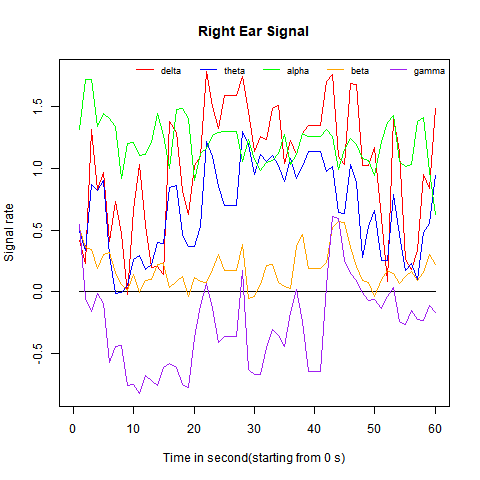 Right Ear Signal
delta theta alpha beta gamma
1.5
1.0
0.5
0.0
-0.5
Signal rate
0 10 20 30 40 50 60
Time in second(starting from 0 s)